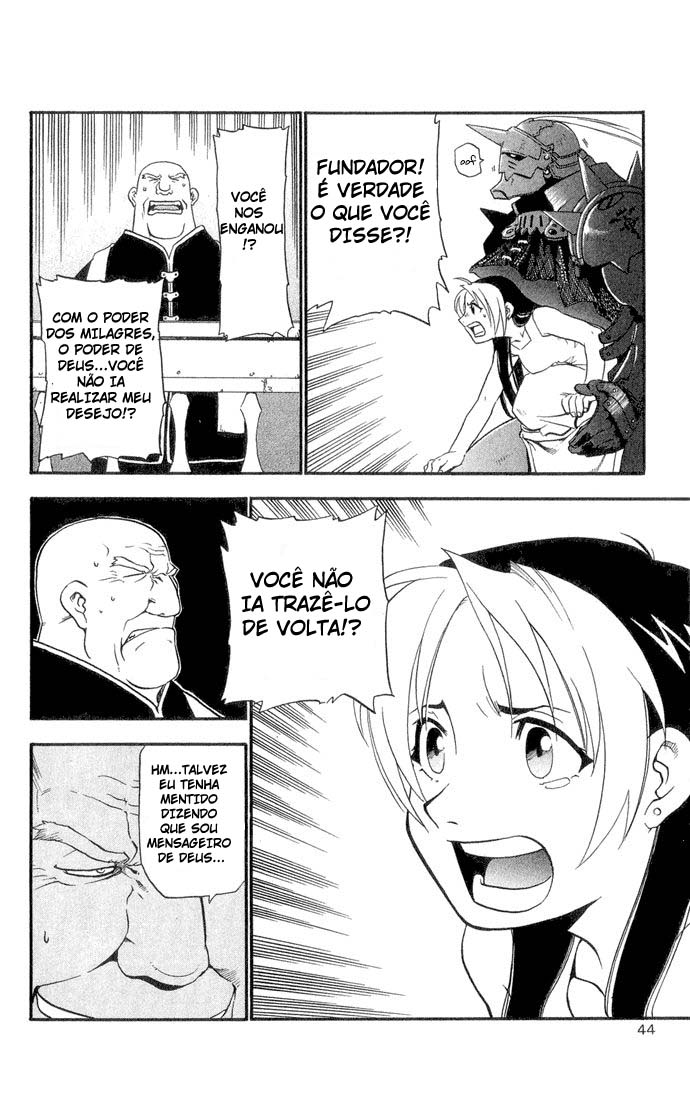 FUNDADOR!
É VERDADE
O QUE VOCÊ
DISSE?!
oof
VOCÊ
NOS
ENGANOU
!?
COM O PODER
DOS MILAGRES,
O PODER DE
DEUS...VOCÊ
NÃO IA
REALIZAR MEU
DESEJO!?
VOCÊ NÃO
IA TRAZÊ-LO
DE VOLTA!?
HM...TALVEZ
EU TENHA
MENTIDO
DIZENDO
QUE SOU
MENSAGEIRO
DE DEUS...
44